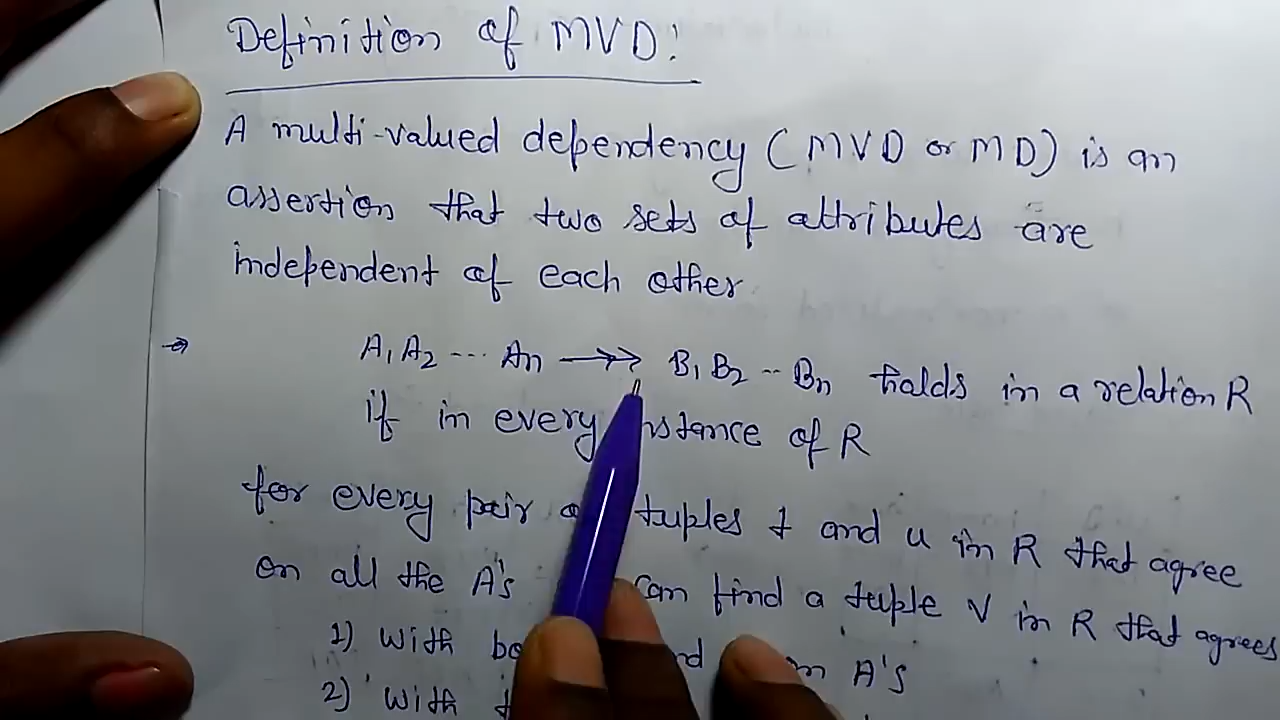 Definition of MVD:
A multi-valued dependency (MVD or MD) is an
assertion that two sets of attributes are
independent of each other
→ A1 A2 ... An →→ B1 B2 .. Bn holds in a relation R
if in every instance of R
for every pair tuples t and u in R that agree
on all the A's can find a tuple V in R that agrees
1) With A's
2) With